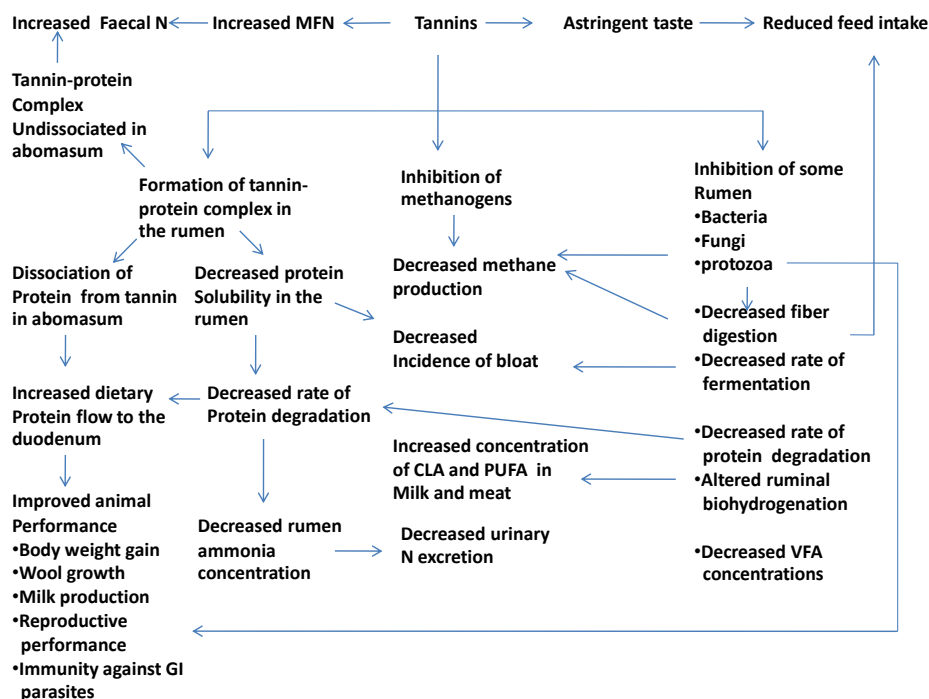 Increased Faecal N
Increased MFN
Tannins
Astringent taste
Reduced feed intake
Tannin-protein
Complex
Undissociated in
abomasum
Formation of tannin-
protein complex in
the rumen
Inhibition of
methanogens
Inhibition of some
Rumen
•Bacteria
•Fungi
•protozoa
Dissociation of
Protein from tannin
in abomasum
Decreased protein
Solubility in the
rumen
Decreased methane
production
•Decreased fiber
digestion
•Decreased rate of
fermentation
Decreased
Incidence of bloat
Increased dietary
Protein flow to the
duodenum
Decreased rate of
Protein degradation
•Decreased rate of
protein degradation
•Altered ruminal
biohydrogenation
Increased concentration
of CLA and PUFA in
Milk and meat
Improved animal
Performance
•Body weight gain
•Wool growth
•Milk production
•Reproductive
performance
•Immunity against GI
parasites
Decreased rumen
ammonia
concentration
Decreased urinary
N excretion
•Decreased VFA
concentrations